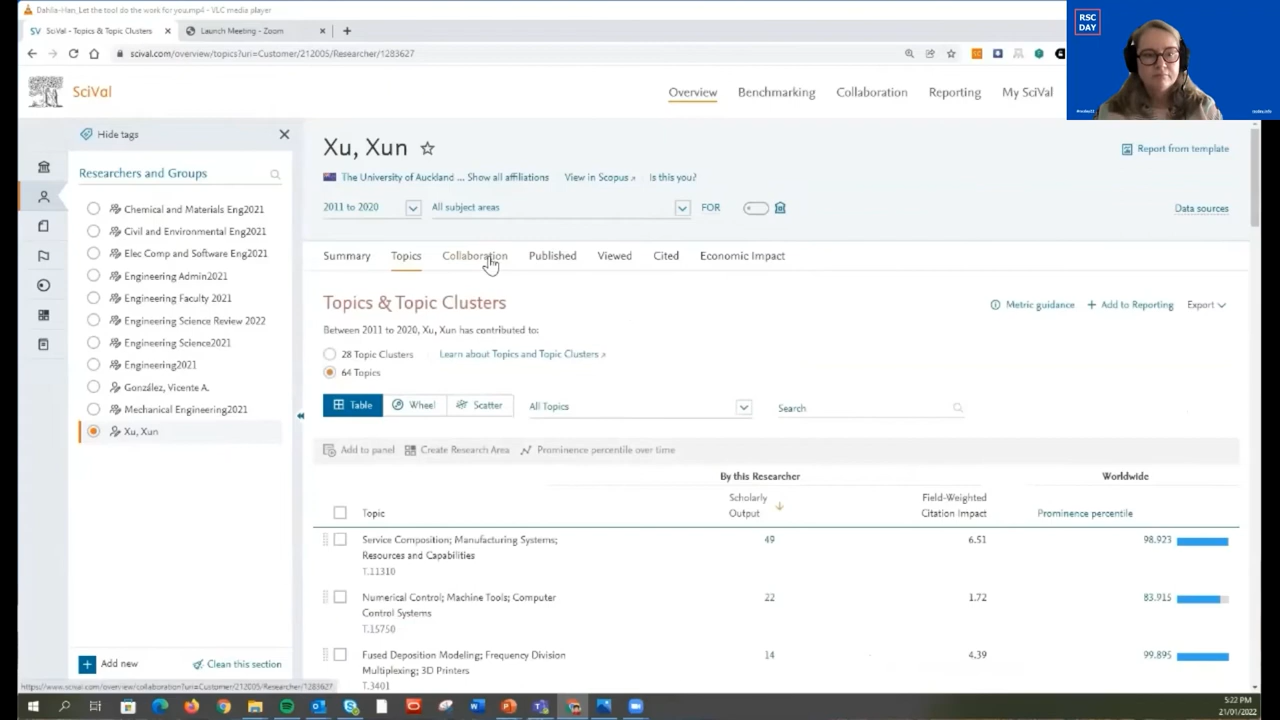 Dahlia-Han_Let the tool do the work for you.mp4 - VLC media player
SciVal - Topics & Topic Clusters
Launch Meeting - Zoom
scival.com/overview/topics?uri=Customer/212005/Researcher/1283627
RSC
DAY
SciVal
Overview
Benchmarking
Collaboration
Reporting
My SciVal
Hide tags
Researchers and Groups
Chemical and Materials Eng2021
Civil and Environmental Eng2021
Elec Comp and Software Eng2021
Engineering Admin2021
Engineering Faculty 2021
Engineering Science Review 2022
Engineering Science2021
Engineering2021
González, Vicente A.
Mechanical Engineering2021
Xu, Xun
Add new
Clean this section
Xu, Xun
Report from template
The University of Auckland ... Show all affiliations
View in Scopus
Is this you?
2011 to 2020
All subject areas
FOR
Data sources
Summary
Topics
Collaboration
Published
Viewed
Cited
Economic Impact
Topics & Topic Clusters
Metric guidance
+ Add to Reporting
Export
Between 2011 to 2020, Xu, Xun has contributed to:
28 Topic Clusters
Learn about Topics and Topic Clusters
64 Topics
Table
Wheel
Scatter
All Topics
Search
Add to panel
Create Research Area
Prominence percentile over time
By this Researcher
Worldwide
Topic
Scholarly
Output
Field-Weighted
Citation Impact
Prominence percentile
Service Composition; Manufacturing Systems;
Resources and Capabilities
T.11310
49
6.51
98.923
Numerical Control; Machine Tools; Computer
Control Systems
T.15750
22
1.72
83.915
Fused Deposition Modeling; Frequency Division
Multiplexing; 3D Printers
T.3401
14
4.39
99.895
https://www.scival.com/overview/collaboration?uri=Customer/212005/Researcher/1283627
5:22 PM
21/01/2022